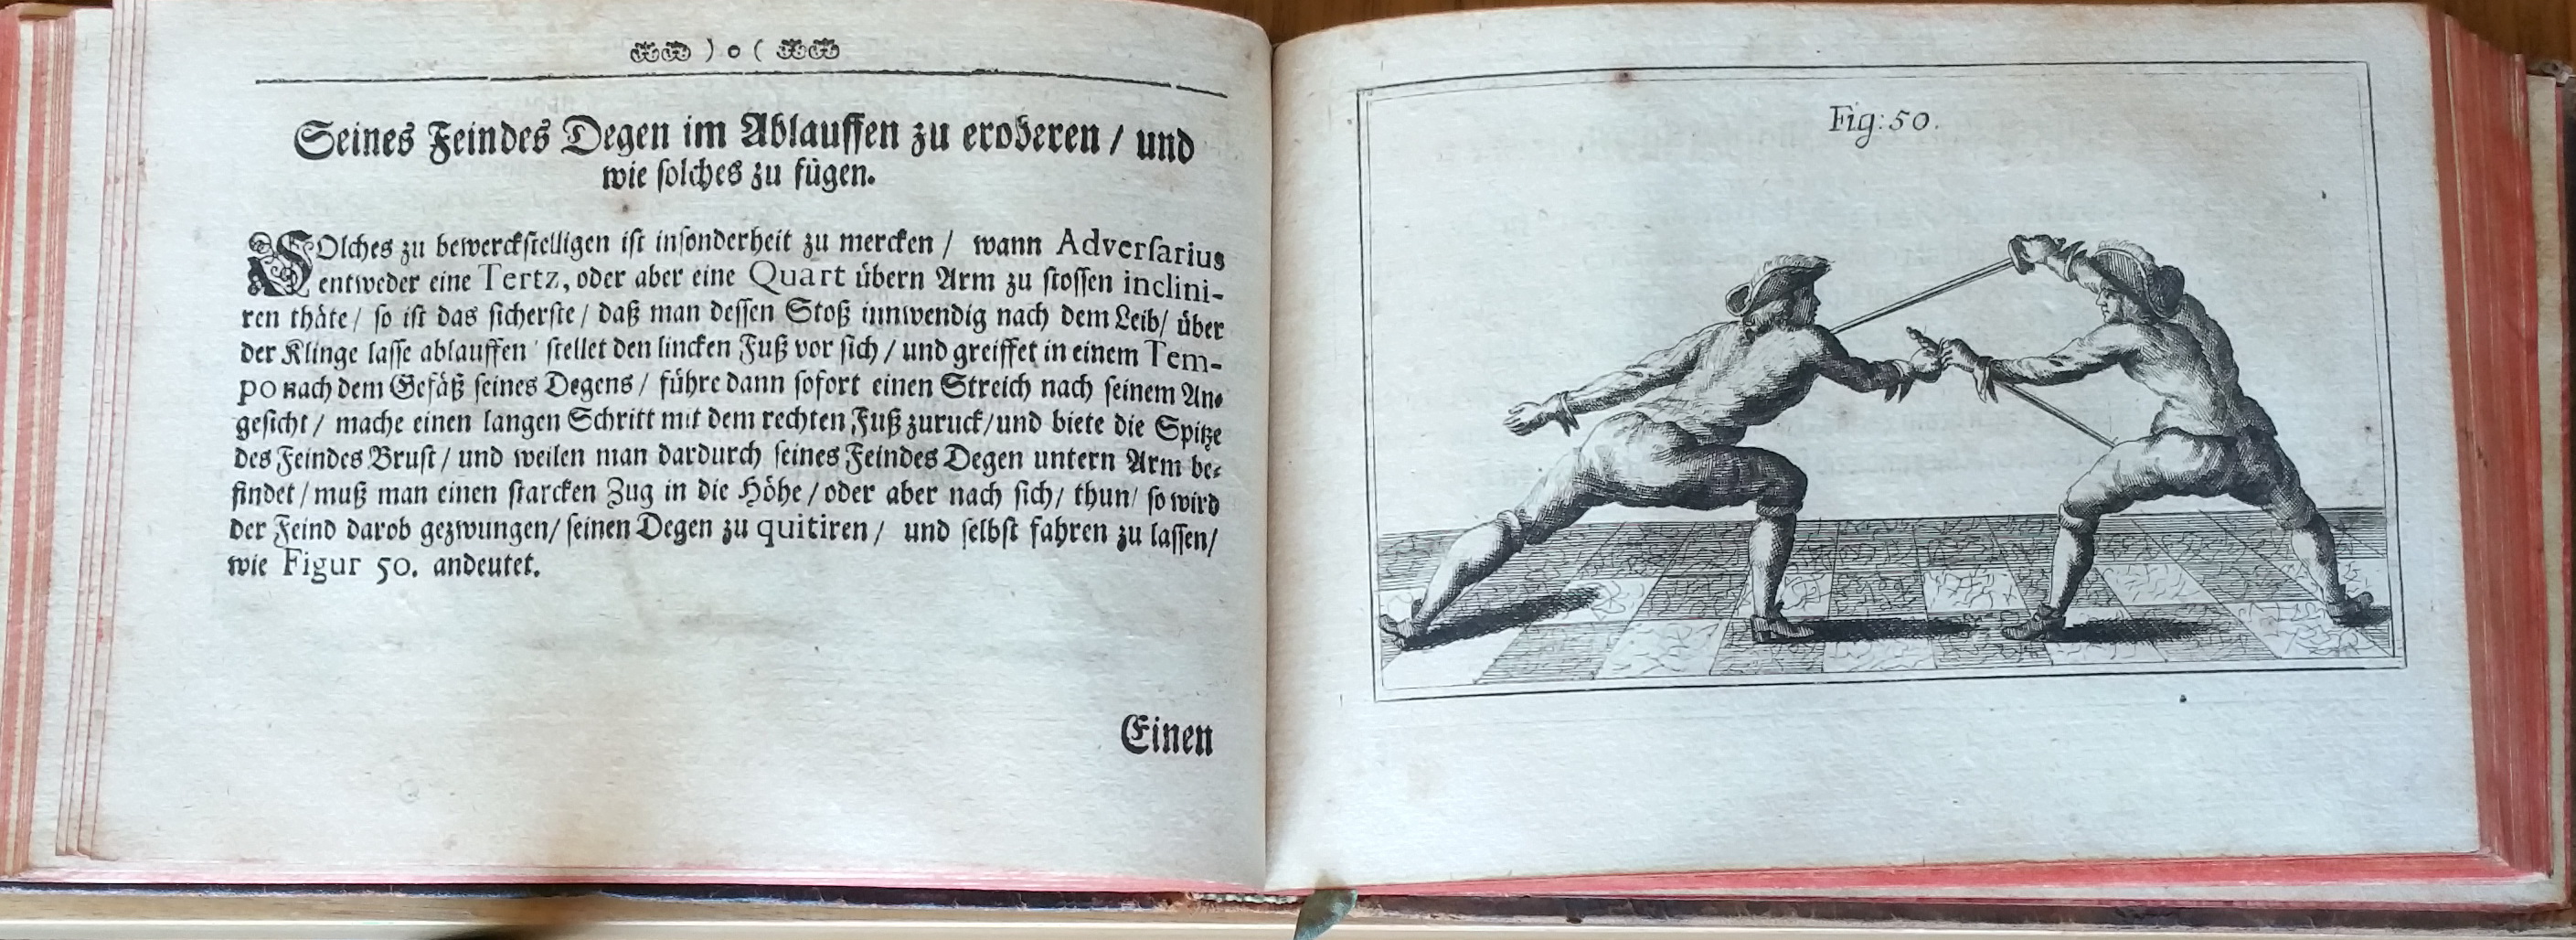 ) o (
Seines Feindes Degen im Ablauffen zu eroberen / und
wie solches zu fügen.
SOlches zu bewerckstelligen ist insonderheit zu mercken / wann Adversarius
entweder eine Tertz, oder aber eine Quart übern Arm zu stossen inclini-
ren thäte / so ist das sicherste / daß man dessen Stoß innwendig nach dem Leib / über
der Klinge lasse ablauffen / stellet den lincken Fuß vor sich / und greiffet in einem Tem-
po nach dem Gefäß seines Degens / führe dann sofort einen Streich nach seinem An-
gesicht / mache einen langen Schritt mit dem rechten Fuß zuruck / und biete die Spitze
des Feindes Brust / und weilen man dardurch seines Feindes Degen untern Arm be-
findet / muß man einen starcken Zug in die Höhe / oder aber nach sich / thun / so wird
der Feind darob gezwungen / seinen Degen zu quitiren / und selbst fahren zu lassen /
wie Figur 50. andeutet.
Einen
Fig: 50.